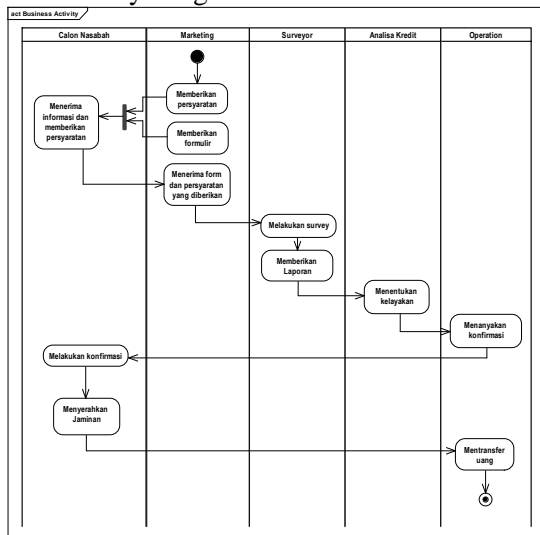 act Business Activity
Calon Nasabah
Marketing
Surveyor
Analisa Kredit
Operation
Memberikan
persyaratan
Menerima
informasi dan
memberikan
persyaratan
Memberikan
formulir
Menerima form
dan persyaratan
yang diberikan
Melakukan survey
Memberikan
Laporan
Menentukan
kelayakan
Menanyakan
konfirmasi
Melakukan konfirmasi
Menyerahkan
Jaminan
Mentransfer
uang